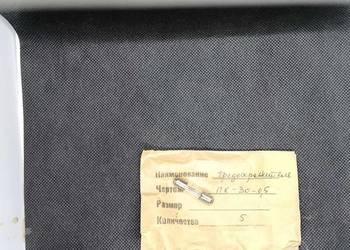 Наименование Предохранитель
Чертеж ПК-30-0,5
Размер
Количество 5